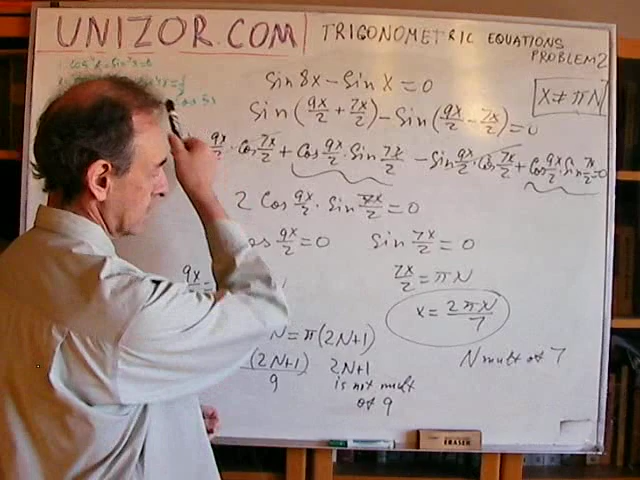 UNIZOR.COM
TRIGONOMETRIC EQUATIONS
PROBLEM 2
Sin 8x - Sin x = 0
x ≠ πN
Sin (9x/2 + 7x/2) - Sin (9x/2 - 7x/2) = 0
9x/2 · Cos 7x/2 + Cos 9x/2 · Sin 7x/2 - Sin 9x/2 · Cos 7x/2 + Cos 9x/2 Sin 7x/2 = 0
2 Cos 9x/2 · Sin 7x/2 = 0
os 9x/2 = 0 Sin 7x/2 = 0
9x/2 = 7x/2 = πN
x = 2πN/7
N = π(2N+1)
(2N+1)/9 2N+1 is not mult of 9
N mult of 7
ERASER